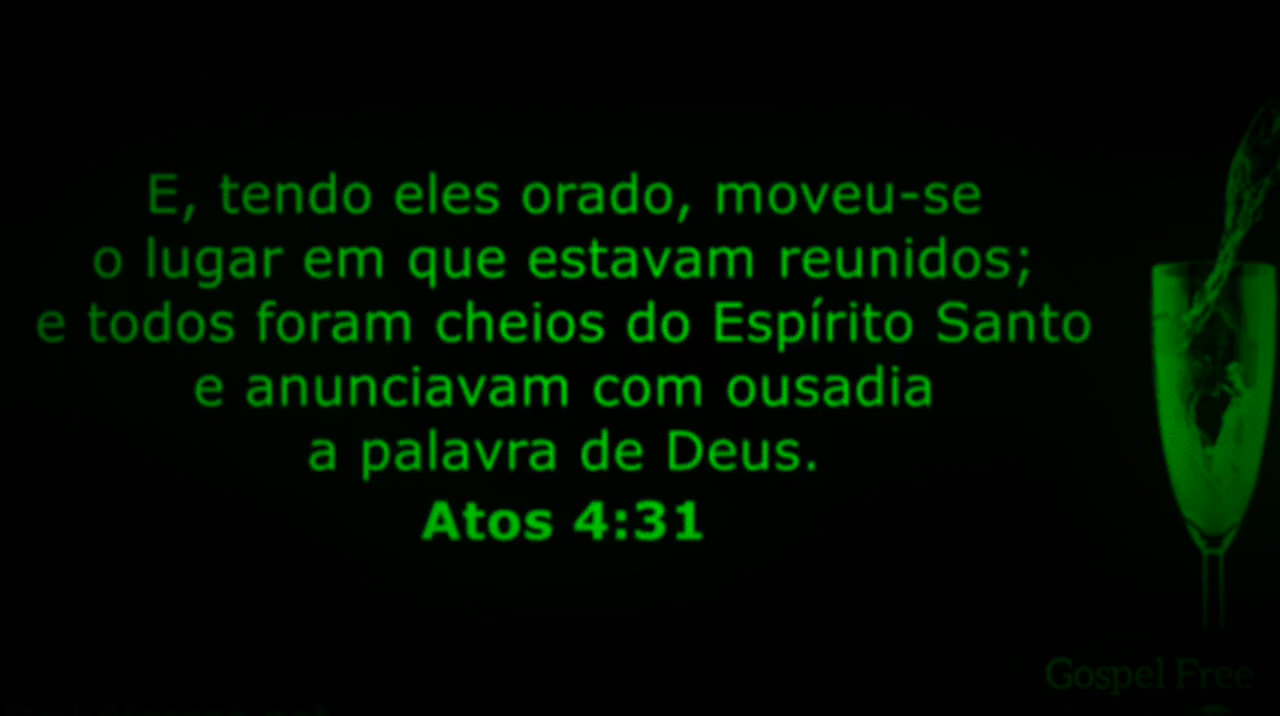 E, tendo eles orado, moveu-se
o lugar em que estavam reunidos;
e todos foram cheios do Espírito Santo
e anunciavam com ousadia
a palavra de Deus.
Atos 4:31
Gospel Free